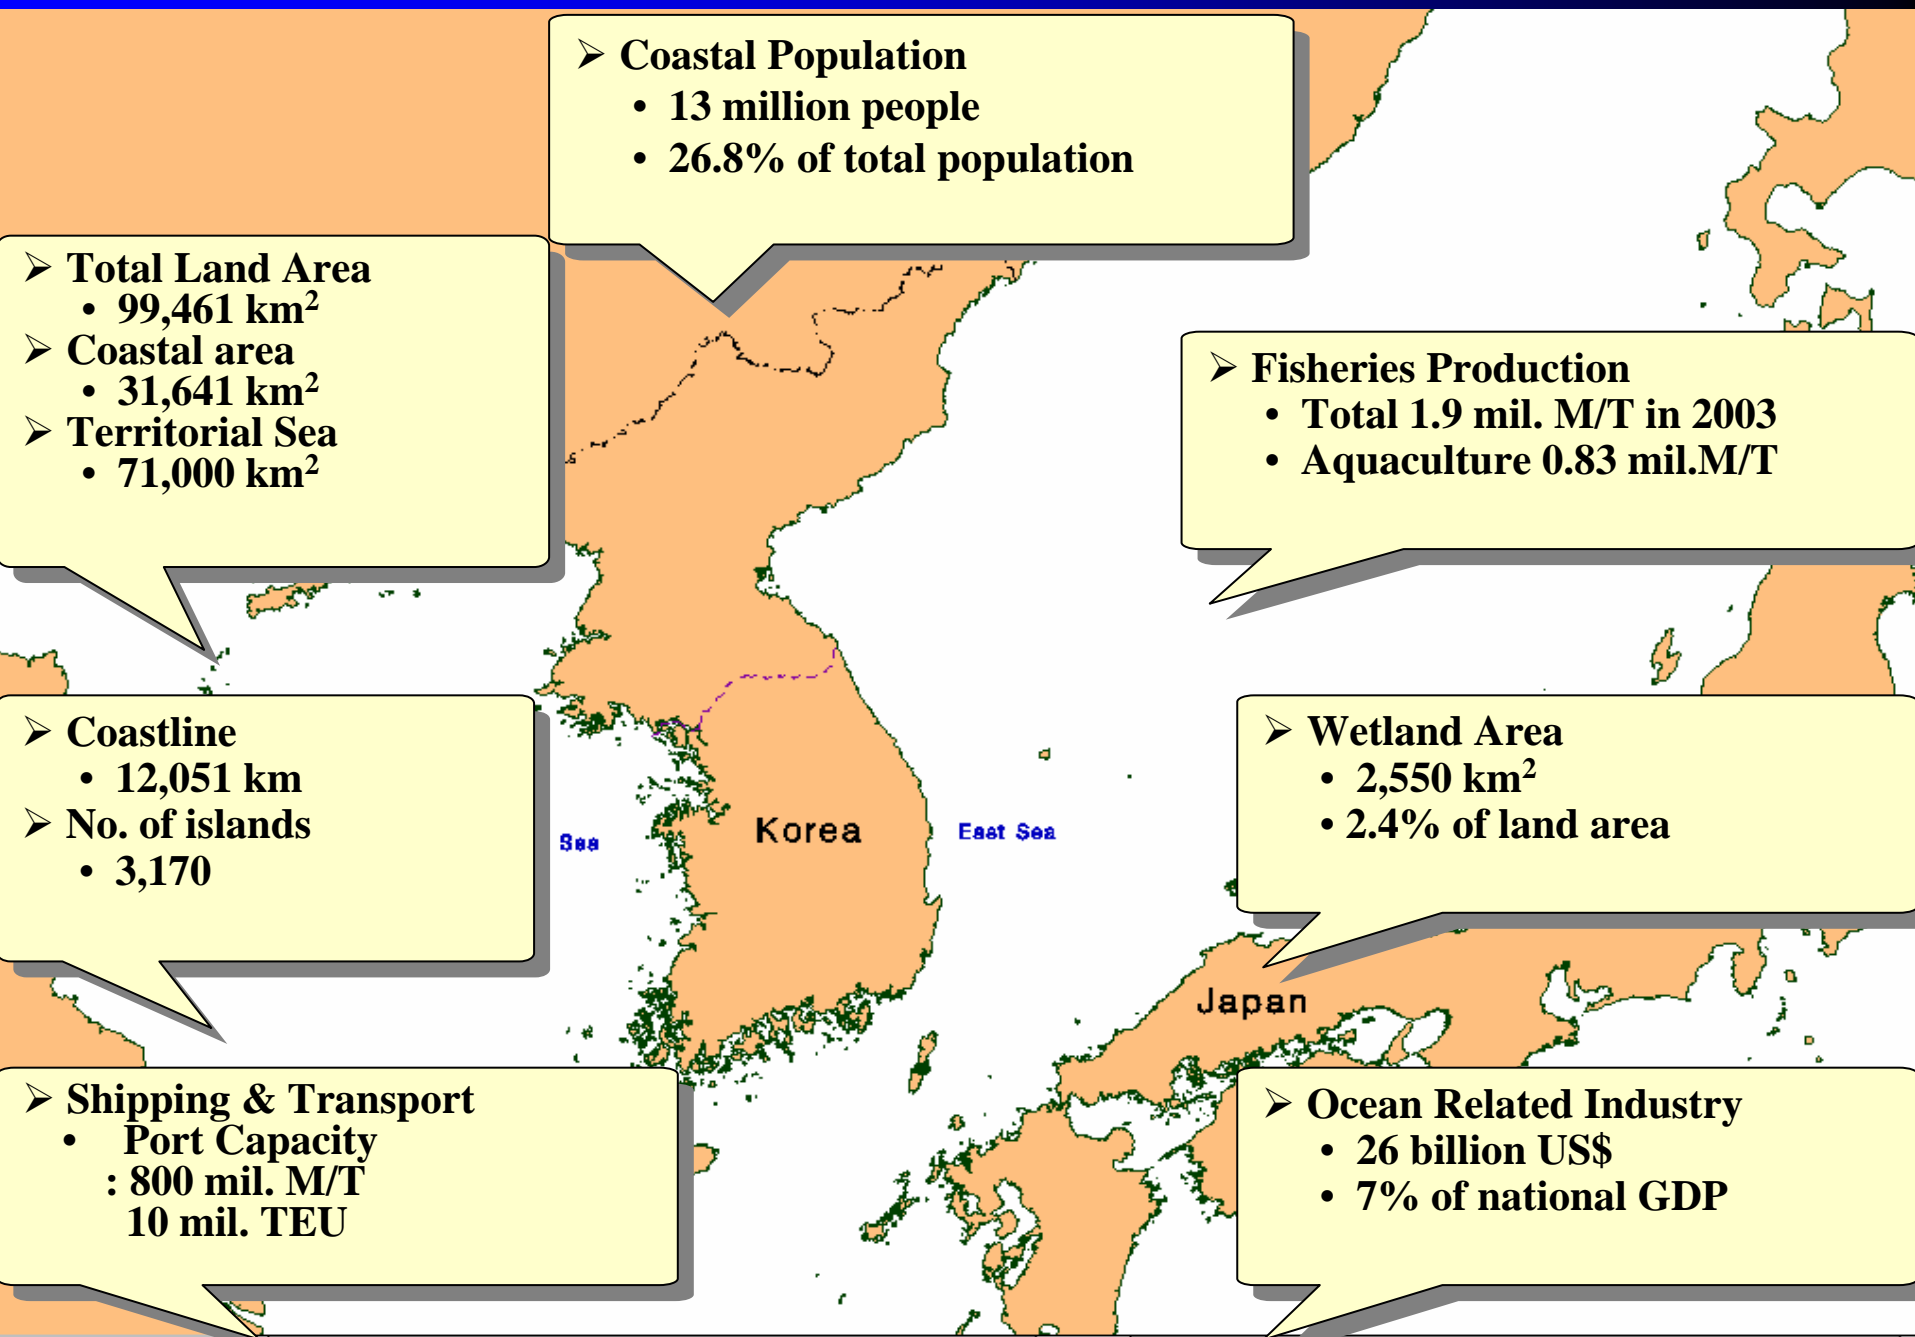 ➢ Coastal Population
• 13 million people
• 26.8% of total population
➢ Total Land Area
• 99,461 km²
➢ Coastal area
• 31,641 km²
➢ Territorial Sea
• 71,000 km²
➢ Fisheries Production
• Total 1.9 mil. M/T in 2003
• Aquaculture 0.83 mil.M/T
➢ Coastline
• 12,051 km
➢ No. of islands
• 3,170
Sea
Korea
East Sea
➢ Wetland Area
• 2,550 km²
• 2.4% of land area
Japan
➢ Shipping & Transport
• Port Capacity
: 800 mil. M/T
10 mil. TEU
➢ Ocean Related Industry
• 26 billion US$
• 7% of national GDP